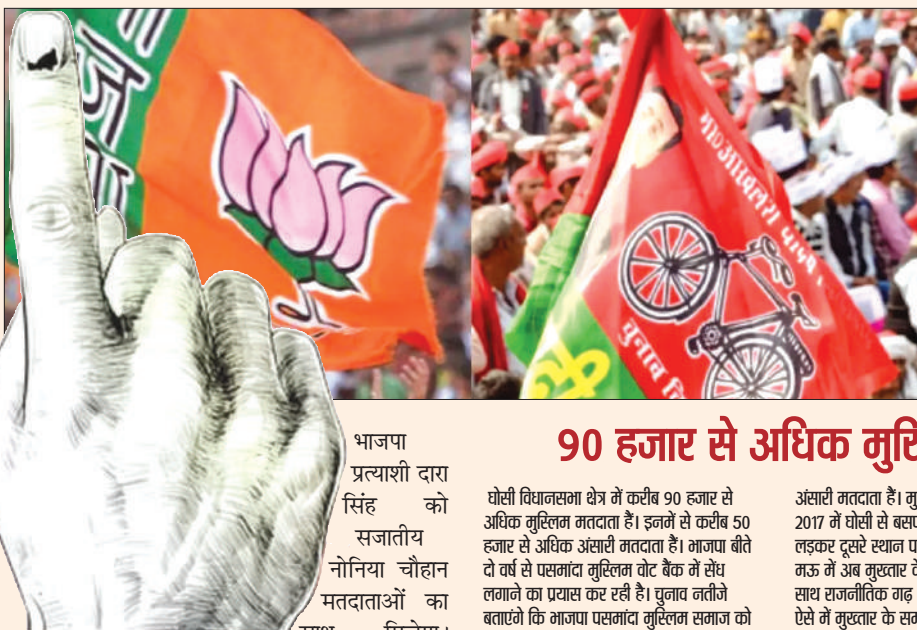 चुनाव
भाजपा
प्रत्याशी दारा
सिंह को
सजातीय
नोनिया चौहान
मतदाताओं का
90 हजार से अधिक
घोसी विधानसभा क्षेत्र में करीब 90 हजार से
अधिक मुस्लिम मतदाता हैं। इनमें से करीब 50
हजार से अधिक अंसारी मतदाता हैं। भाजपा बीते
दो वर्ष से पसमांदा मुस्लिम वोट बैंक में सेंध
लगाने का प्रयास कर रही है। चुनाव नतीजे
बताएंगे कि भाजपा पसमांदा मुस्लिम समाज को
अंसारी मतदाता हैं। मु
2017 में घोसी से बसप
लड़कर दूसरे स्थान प
मऊ में अब मुख्तार के
साथ राजनीतिक गढ़
ऐसे में मुख्तार के सम